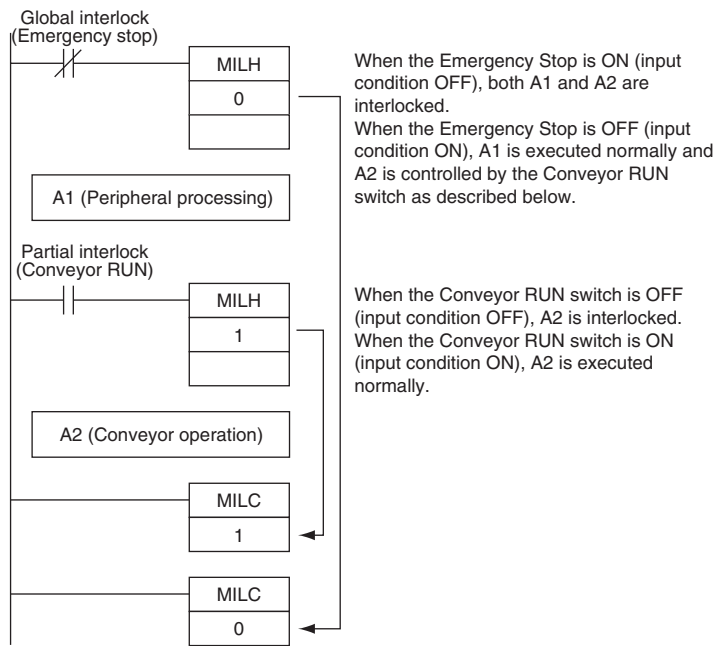 Global interlock
(Emergency stop)
MILH
0
When the Emergency Stop is ON (input
condition OFF), both A1 and A2 are
interlocked.
When the Emergency Stop is OFF (input
condition ON), A1 is executed normally and
A2 is controlled by the Conveyor RUN
switch as described below.
A1 (Peripheral processing)
Partial interlock
(Conveyor RUN)
MILH
1
When the Conveyor RUN switch is OFF
(input condition OFF), A2 is interlocked.
When the Conveyor RUN switch is ON
(input condition ON), A2 is executed
normally.
A2 (Conveyor operation)
MILC
1
MILC
0